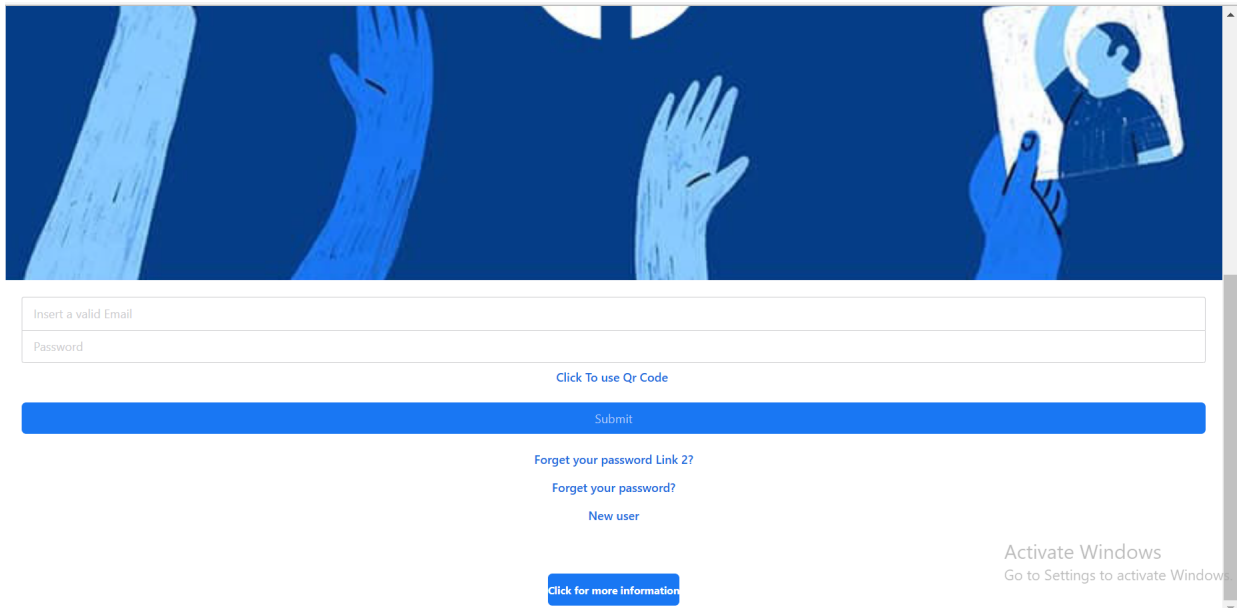 Insert a valid Email
Password
Click To use Qr Code
Submit
Forget your password Link 2?
Forget your password?
New user
Activate Windows
Go to Settings to activate Windows.
Click for more information